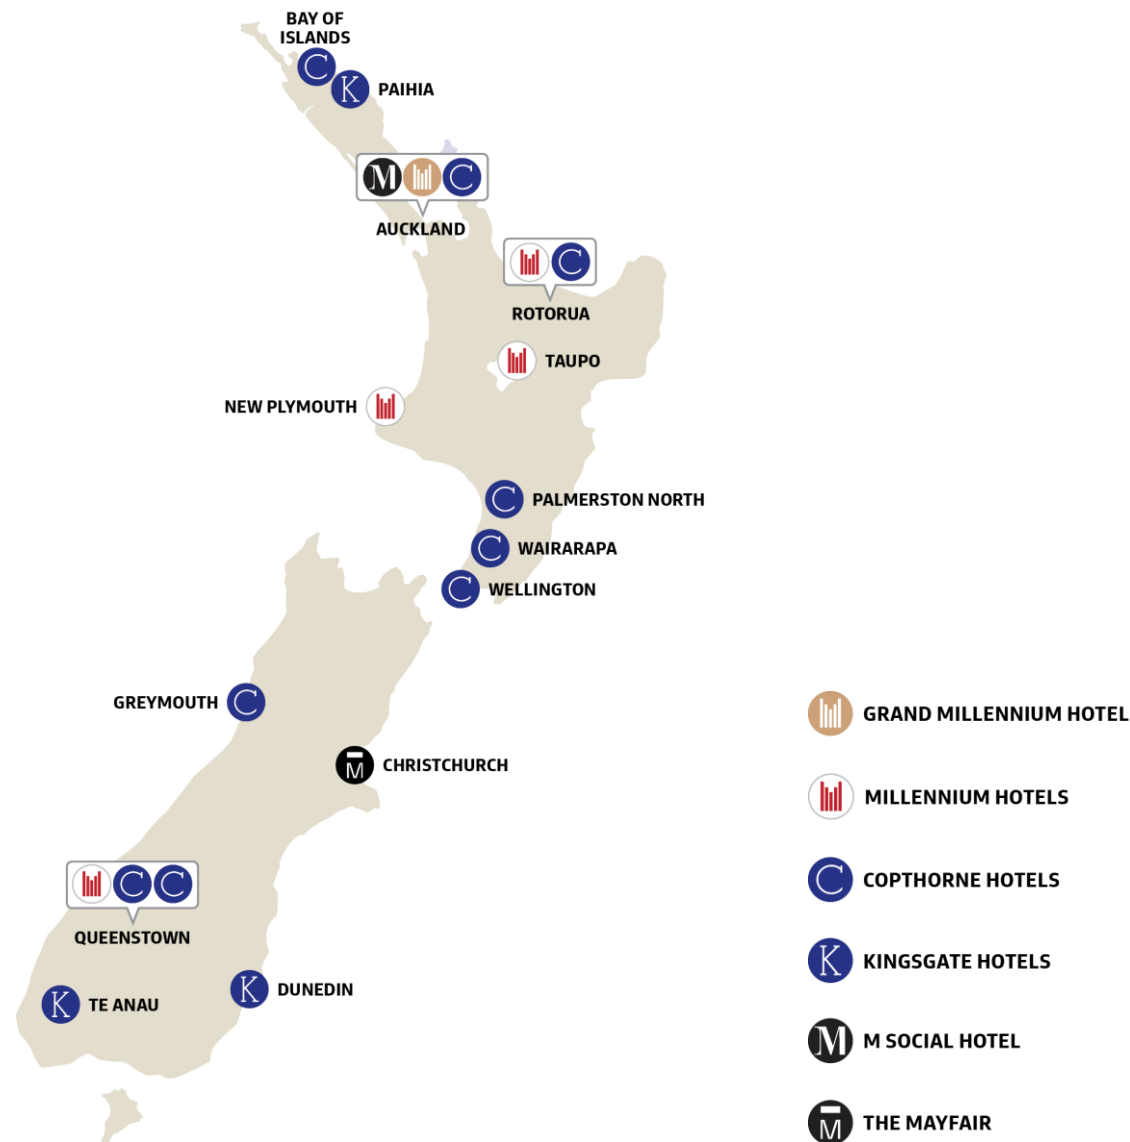 BAY OF
ISLANDS
C
K PAIHIA
M C
AUCKLAND
C
ROTORUA
TAUPO
NEW PLYMOUTH
C PALMERSTON NORTH
C WAIRARAPA
C WELLINGTON
GREYMOUTH C
M CHRISTCHURCH
C C
QUEENSTOWN
K DUNEDIN
K TE ANAU
GRAND MILLENNIUM HOTEL
MILLENNIUM HOTELS
C COPTHORNE HOTELS
K KINGSGATE HOTELS
M M SOCIAL HOTEL
M THE MAYFAIR